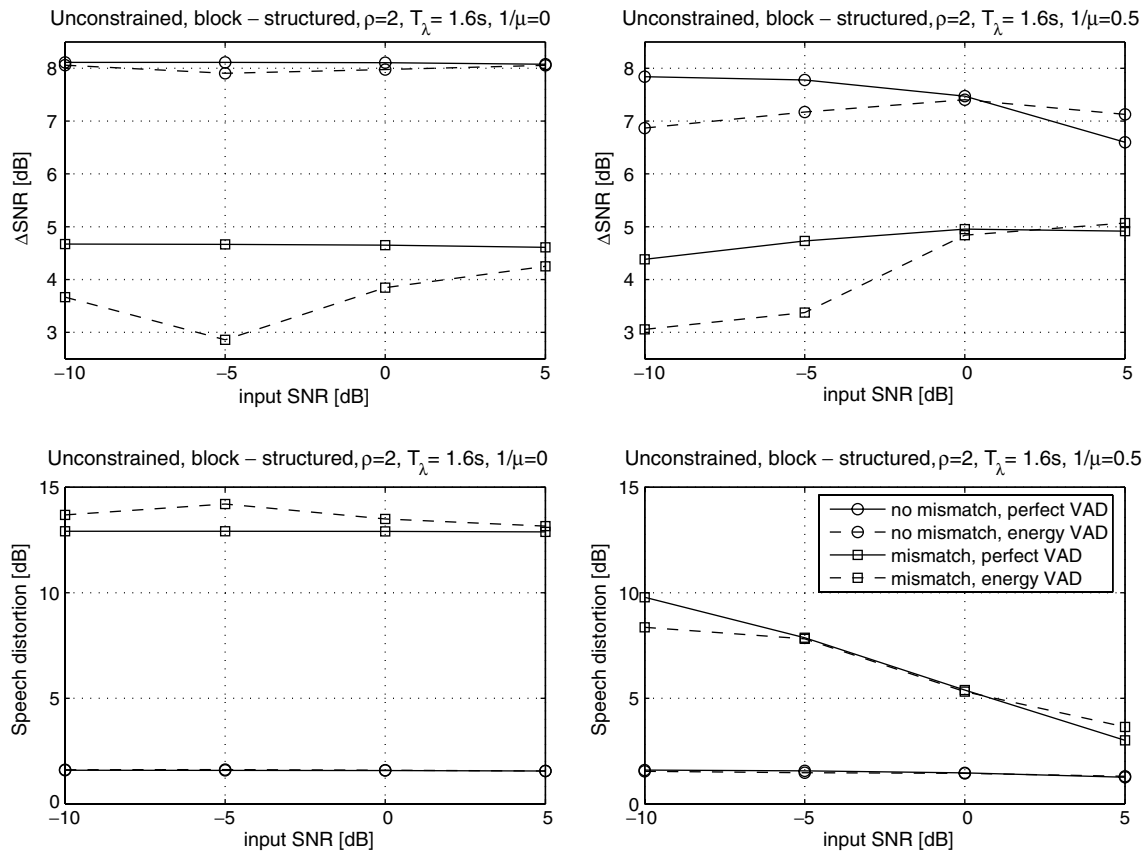 Unconstrained, block – structured, ρ=2, T_λ= 1.6s, 1/μ=0
8
7
6
5
4
3
ΔSNR [dB]
−10
−5
0
5
input SNR [dB]
Unconstrained, block – structured, ρ=2, T_λ= 1.6s, 1/μ=0.5
8
7
6
5
4
3
ΔSNR [dB]
−10
−5
0
5
input SNR [dB]
Unconstrained, block – structured, ρ=2, T_λ= 1.6s, 1/μ=0
15
10
5
0
Speech distortion [dB]
−10
−5
0
5
input SNR [dB]
Unconstrained, block – structured, ρ=2, T_λ= 1.6s, 1/μ=0.5
15
10
5
0
Speech distortion [dB]
no mismatch, perfect VAD
no mismatch, energy VAD
mismatch, perfect VAD
mismatch, energy VAD
−10
−5
0
5
input SNR [dB]